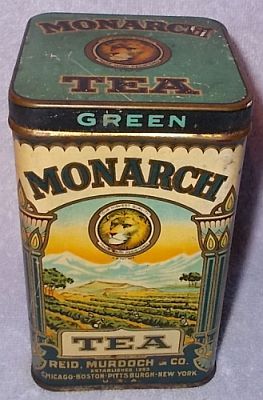 MONARCH
TEA
GREEN
MONARCH
TEA
REID, MURDOCH & CO.
ESTABLISHED 1853
CHICAGO-BOSTON-PITTSBURGH-NEW YORK
U.S.A.